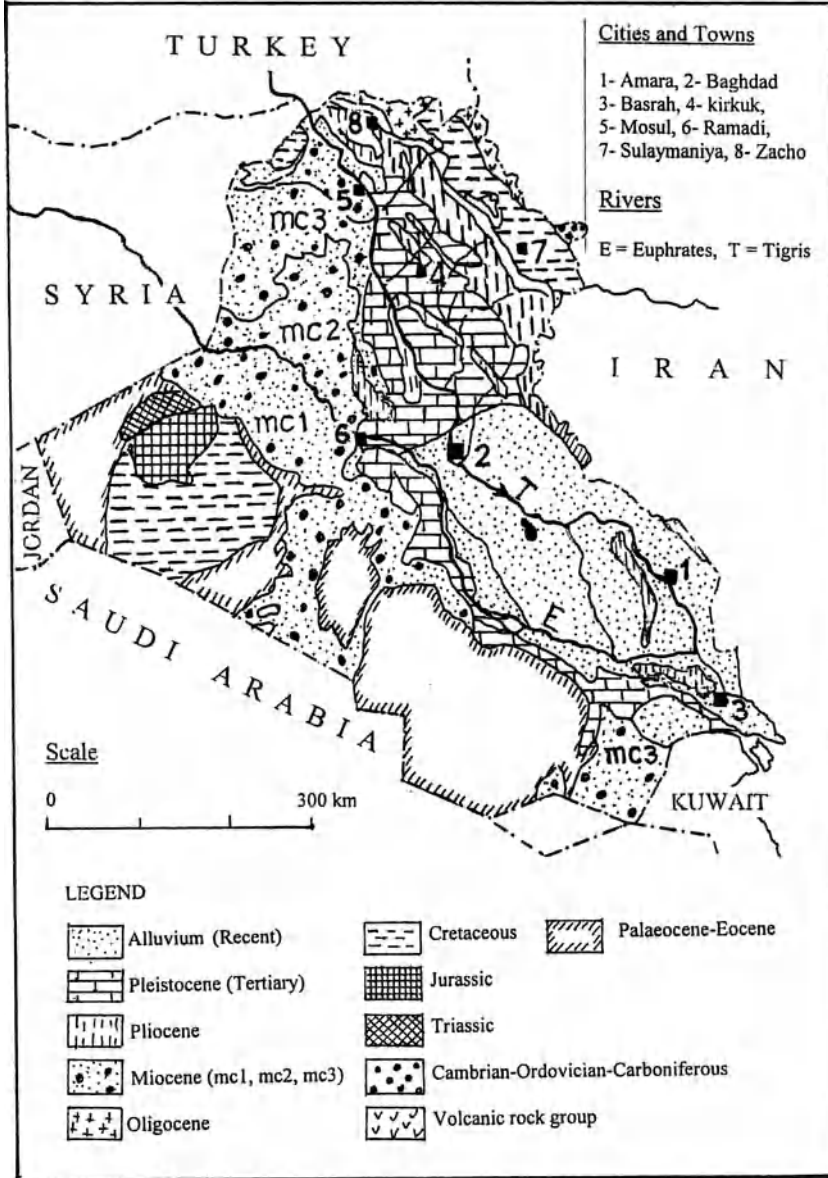 TURKEY
Cities and Towns
1- Amara, 2- Baghdad
3- Basrah, 4- kirkuk,
5- Mosul, 6- Ramadi,
7- Sulaymaniya, 8- Zacho
Rivers
E = Euphrates, T = Tigris
8
5
mc3
7
4
SYRIA
mc2
IRAN
mc1
6
2
T
JORDAN
1
E
SAUDI ARABIA
3
mc3
KUWAIT
Scale
0 300 km
LEGEND
Alluvium (Recent)
Pleistocene (Tertiary)
Pliocene
Miocene (mc1, mc2, mc3)
Oligocene
Cretaceous
Jurassic
Triassic
Cambrian-Ordovician-Carboniferous
Volcanic rock group
Palaeocene-Eocene